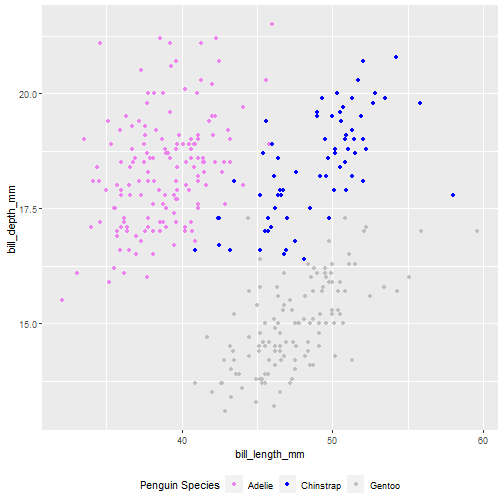 20.0
17.5
15.0
bill_depth_mm
40 50 60
bill_length_mm
Penguin Species Adelie Chinstrap Gentoo